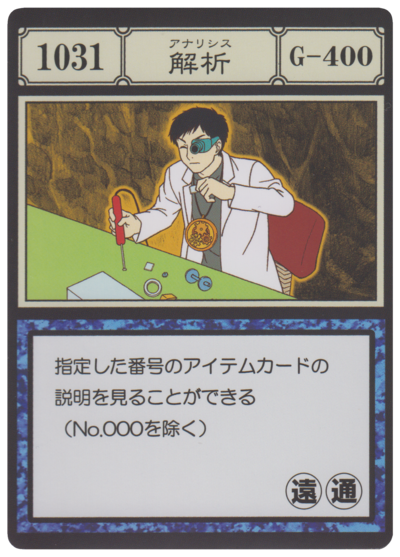 1031
アナリシス
解析
G-400
指定した番号のアイテムカードの
説明を見ることができる
（No.000を除く）
遠 通